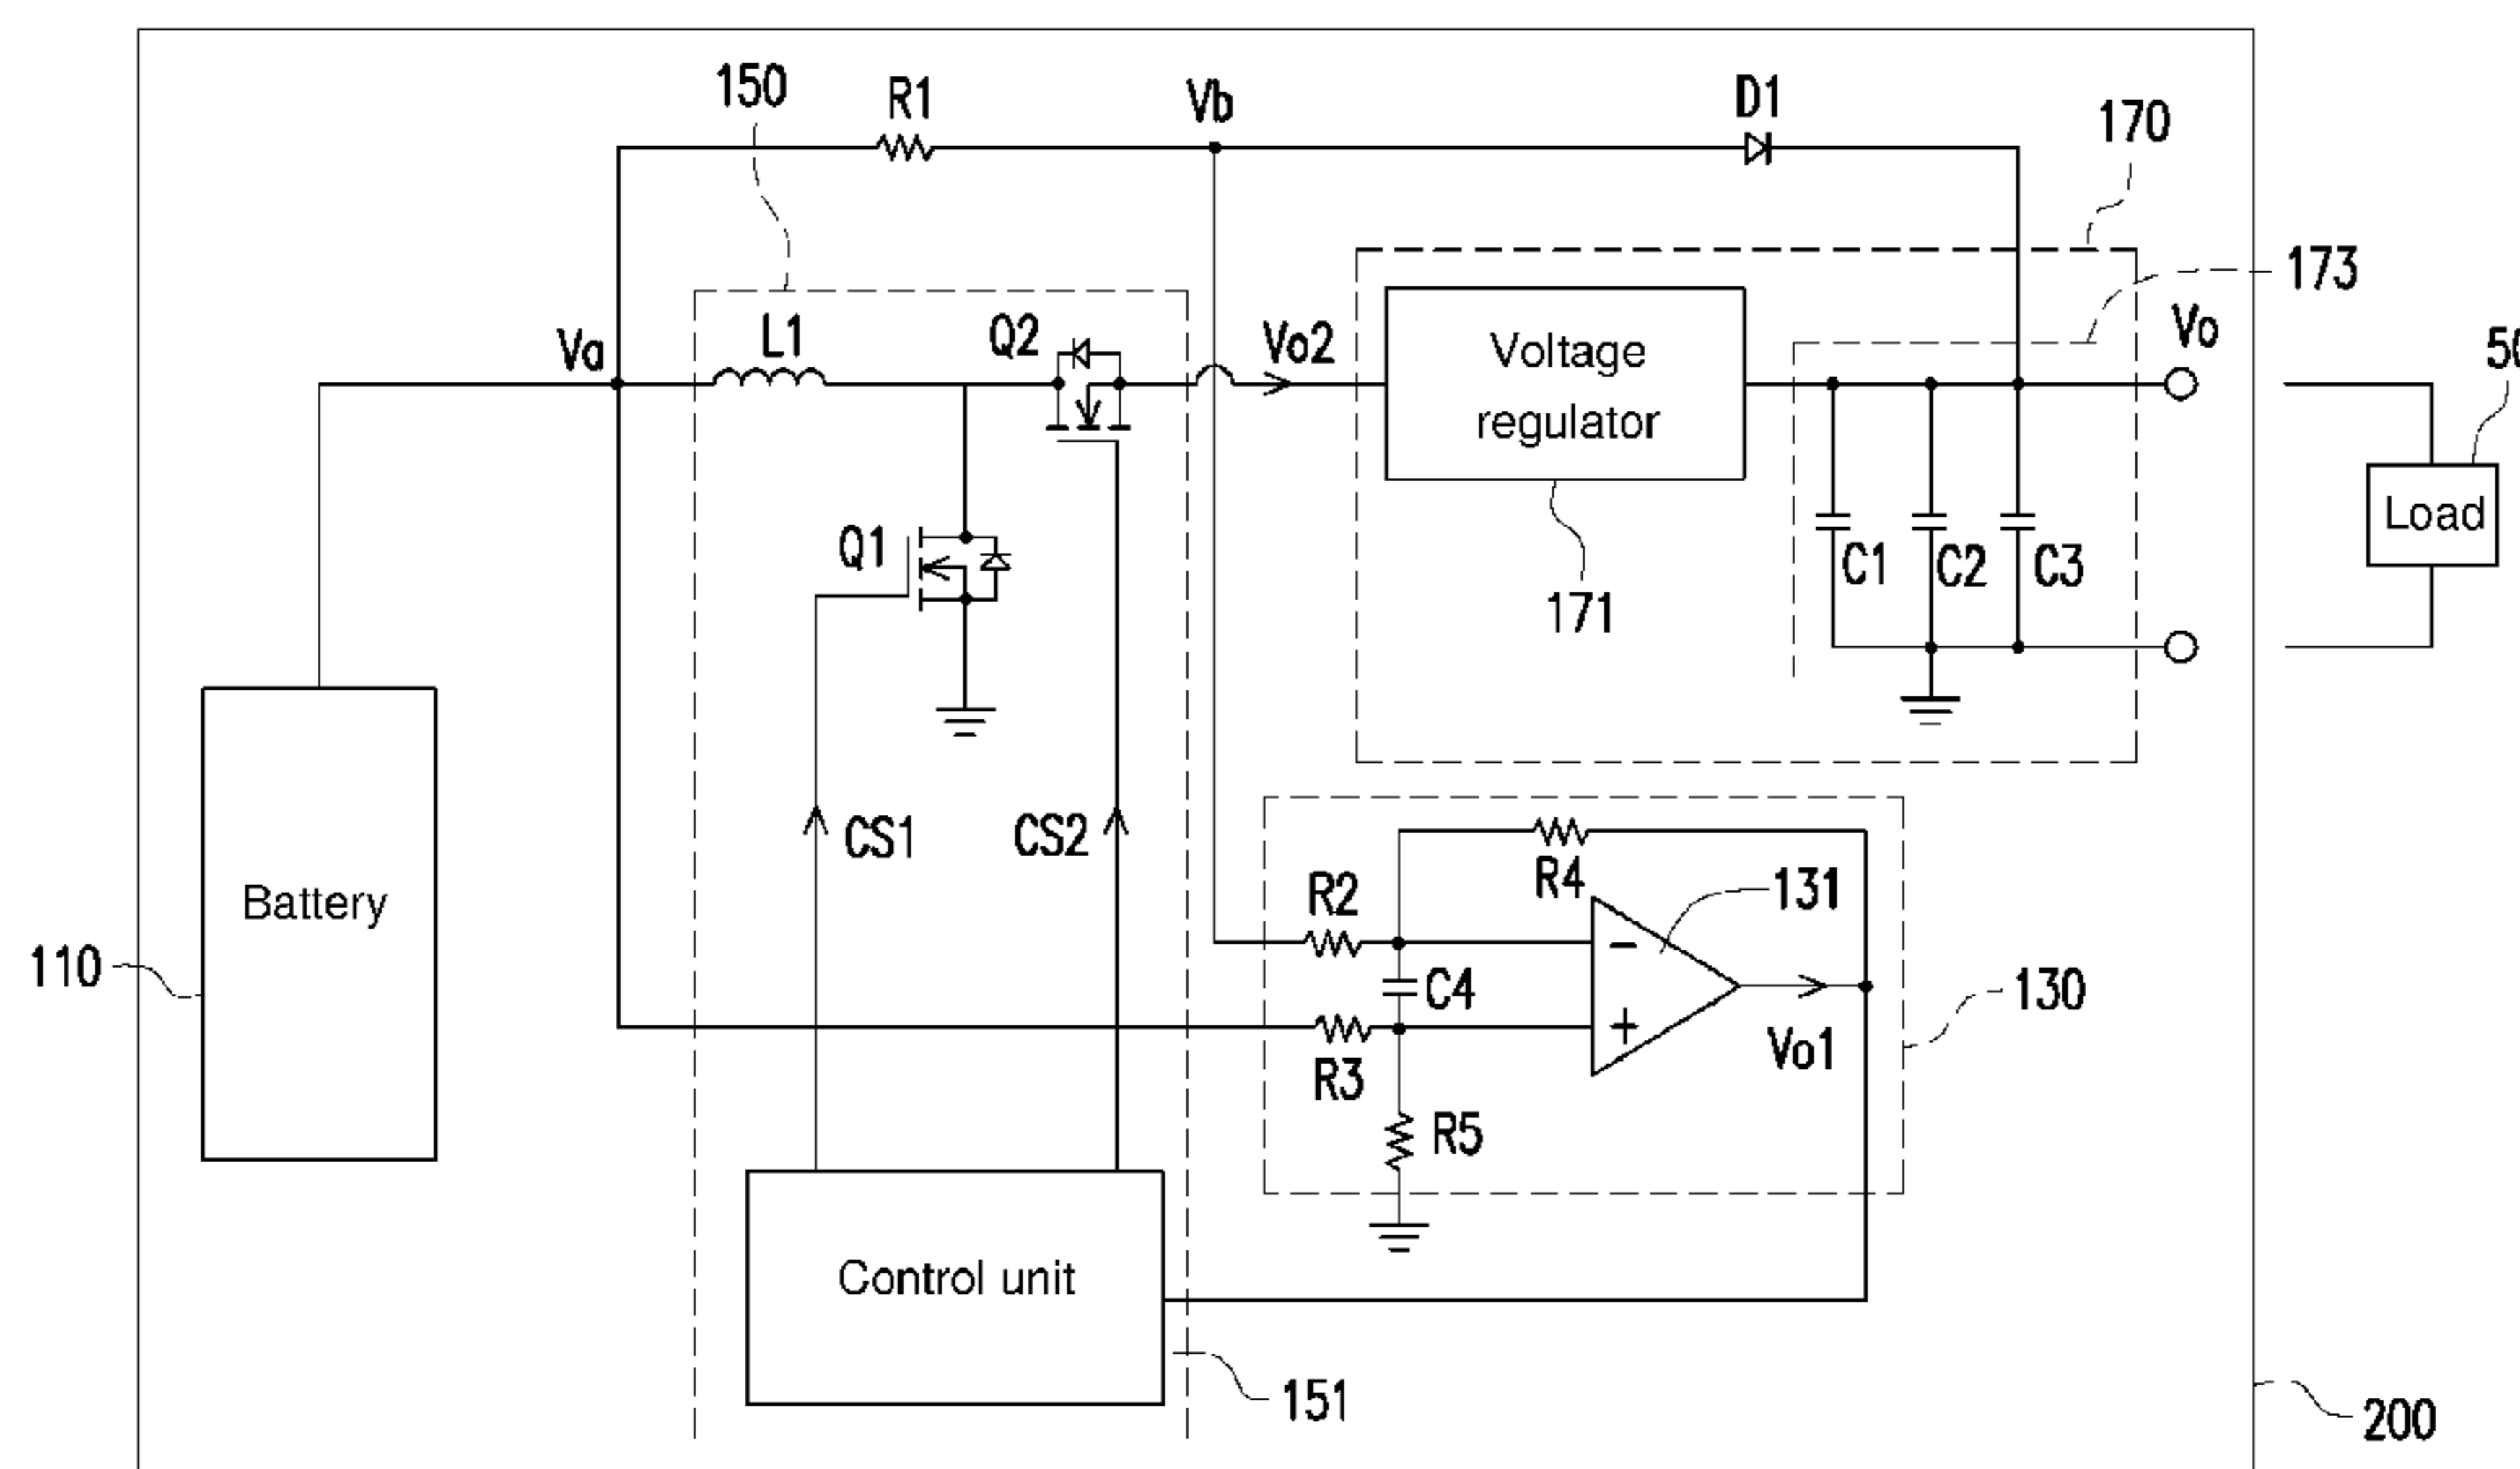 150
R1
Vb
D1
170
173
Va
L1
Q2
Vo2
Voltage
regulator
Vo
Q1
C1
C2
C3
Load
171
CS1
CS2
R4
131
Battery
R2
110
C4
130
R3
Vo1
R5
Control unit
151
200